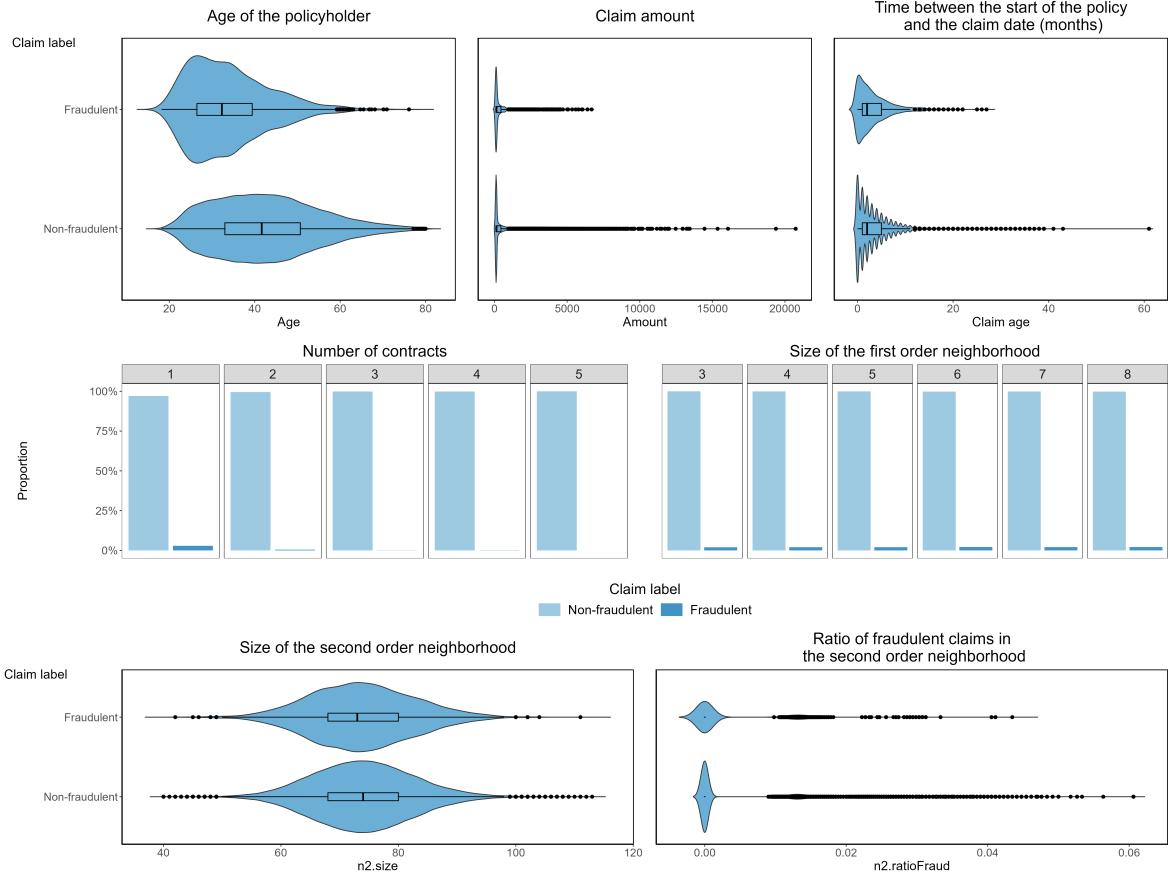 Age of the policyholder
Claim amount
Time between the start of the policy
and the claim date (months)
Claim label
Fraudulent
Non-fraudulent
20 40 60 80
Age
0 5000 10000 15000 20000
Amount
0 20 40 60
Claim age
Number of contracts
Size of the first order neighborhood
1 2 3 4 5
3 4 5 6 7 8
Proportion
100%
75%
50%
25%
0%
Claim label
Non-fraudulent Fraudulent
Size of the second order neighborhood
Ratio of fraudulent claims in
the second order neighborhood
Claim label
Fraudulent
Non-fraudulent
40 60 80 100 120
n2.size
0.00 0.02 0.04 0.06
n2.ratioFraud